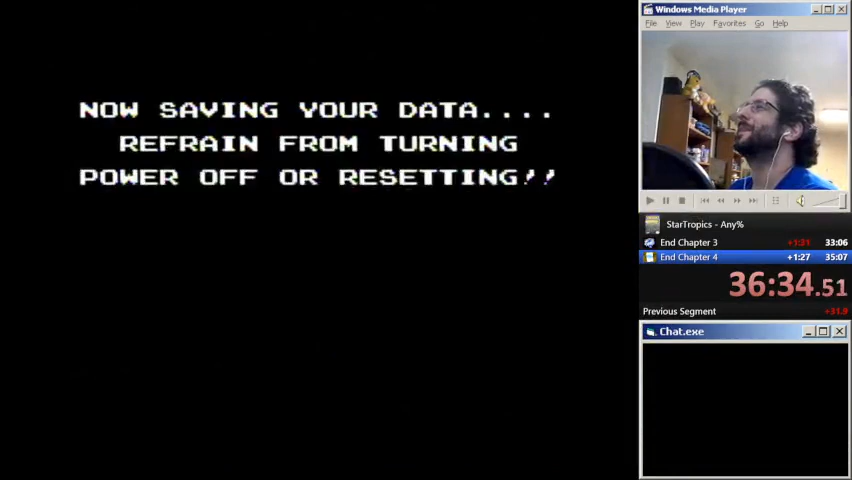 NOW SAVING YOUR DATA....
REFRAIN FROM TURNING
POWER OFF OR RESETTING!!
Windows Media Player
File View Play Favorites Go Help
StarTropics - Any%
End Chapter 3 +1:31 33:06
End Chapter 4 +1:27 35:07
36:34.51
Previous Segment +31.9
Chat.exe